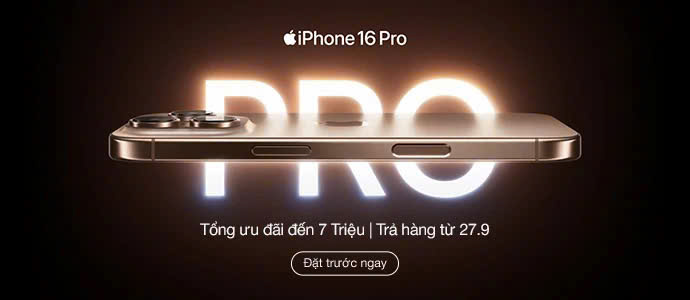 iPhone 16 Pro
PRO
Tổng ưu đãi đến 7 Triệu | Trả hàng từ 27.9
Đặt trước ngay